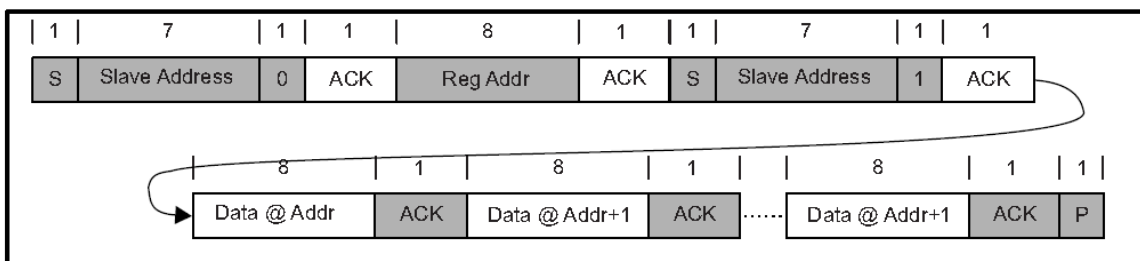 1 7 1 1 8 1 1 7 1 1
S Slave Address 0 ACK Reg Addr ACK S Slave Address 1 ACK
8 1 8 1 8 1 1
Data @ Addr ACK Data @ Addr+1 ACK ...... Data @ Addr+1 ACK P